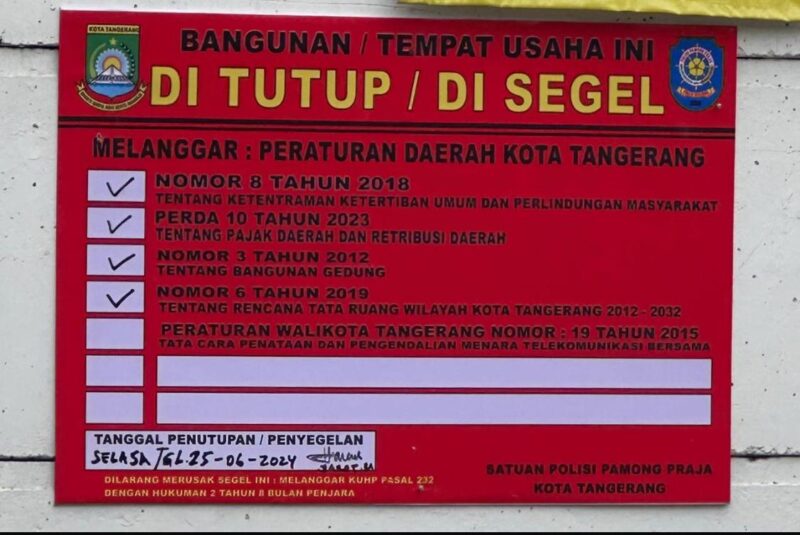 KOTA TANGERANG
BANGUNAN / TEMPAT USAHA INI
DI TUTUP / DI SEGEL
MELANGGAR : PERATURAN DAERAH KOTA TANGERANG
✓ NOMOR 8 TAHUN 2018
TENTANG KETENTRAMAN KETERTIBAN UMUM DAN PERLINDUNGAN MASYARAKAT
✓ PERDA 10 TAHUN 2023
TENTANG PAJAK DAERAH DAN RETRIBUSI DAERAH
✓ NOMOR 3 TAHUN 2012
TENTANG BANGUNAN GEDUNG
✓ NOMOR 6 TAHUN 2019
TENTANG RENCANA TATA RUANG WILAYAH KOTA TANGERANG 2012 - 2032
PERATURAN WALIKOTA TANGERANG NOMOR : 19 TAHUN 2015
TATA CARA PENATAAN DAN PENGENDALIAN MENARA TELEKOMUNIKASI BERSAMA
TANGGAL PENUTUPAN / PENYEGELAN
SELASA / GL. 25-06-2024
DILARANG MERUSAK SEGEL INI : MELANGGAR KUHP PASAL 232
DENGAN HUKUMAN 2 TAHUN 8 BULAN PENJARA
SATUAN POLISI PAMONG PRAJA
KOTA TANGERANG